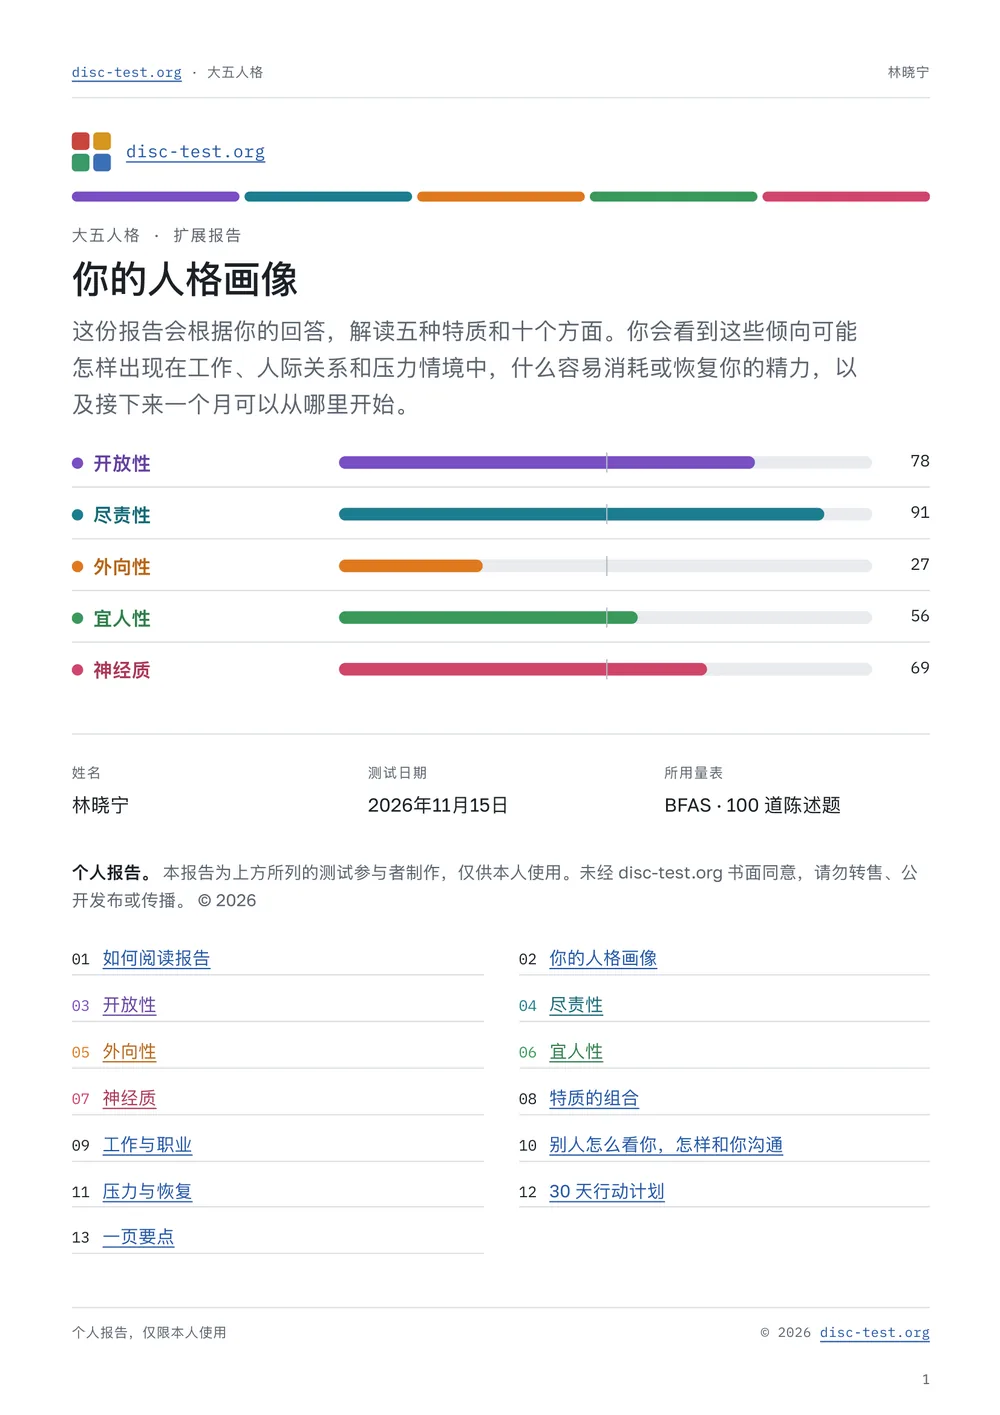 disc-test.org · 大五人格
林晓宁
disc-test.org
大五人格 · 扩展报告
你的人格画像
这份报告会根据你的回答，解读五种特质和十个方面。你会看到这些倾向可能
怎样出现在工作、人际关系和压力情境中，什么容易消耗或恢复你的精力，以
及接下来一个月可以从哪里开始。
开放性 78
尽责性 91
外向性 27
宜人性 56
神经质 69
姓名
林晓宁
测试日期
2026年11月15日
所用量表
BFAS · 100 道陈述题
个人报告。 本报告为上方所列的测试参与者制作，仅供本人使用。未经 disc-test.org 书面同意，请勿转售、公
开发布或传播。 © 2026
01 如何阅读报告
02 你的人格画像
03 开放性
04 尽责性
05 外向性
06 宜人性
07 神经质
08 特质的组合
09 工作与职业
10 别人怎么看你，怎样和你沟通
11 压力与恢复
12 30 天行动计划
13 一页要点
个人报告，仅限本人使用
© 2026 disc-test.org
1